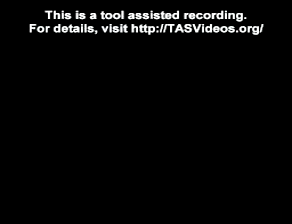 This is a tool assisted recording.
For details, visit http://TASVideos.org/